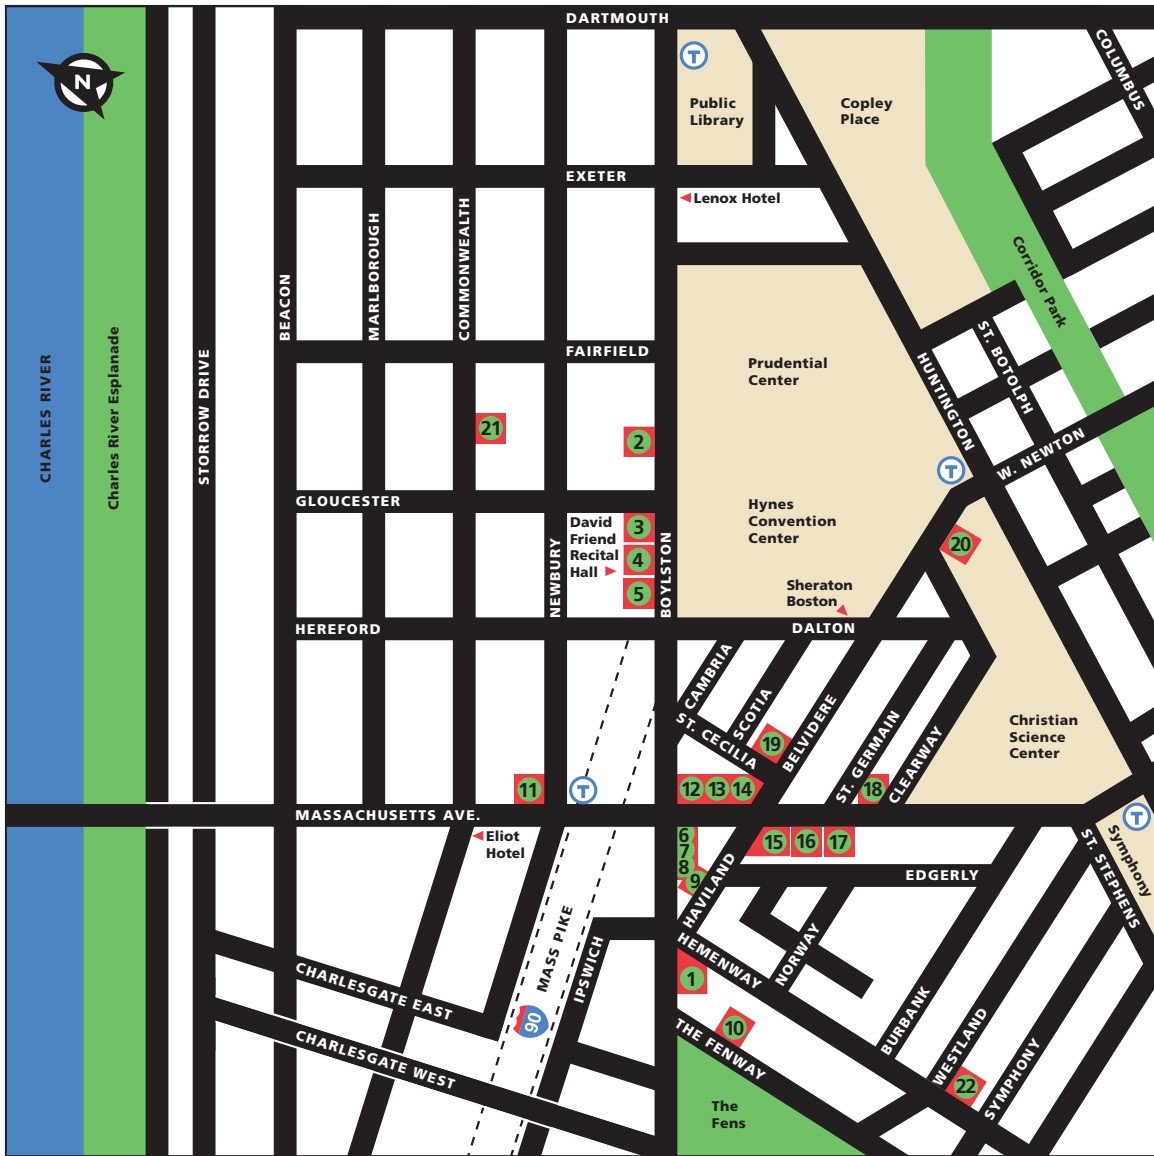 DARTMOUTH
COLUMBUS
T
N
Public
Library
Copley
Place
EXETER
Lenox Hotel
MARLBOROUGH
COMMONWEALTH
BEACON
Corridor Park
CHARLES RIVER
Charles River Esplanade
STORROW DRIVE
FAIRFIELD
Prudential
Center
HUNTINGTON
ST. BOTOLPH
21
2
W. NEWTON
T
GLOUCESTER
Hynes
Convention
Center
David
Friend
Recital
Hall
3
4
5
NEWBURY
BOYLSTON
20
Sheraton
Boston
HEREFORD
DALTON
CAMBRIA
SCOTIA
ST. CECILIA
BELVIDERE
ST. GERMAIN
CLEARWAY
19
Christian
Science
Center
11
T
12
13
14
18
MASSACHUSETTS AVE.
T
Eliot
Hotel
6
7
8
9
15
16
17
HAVILAND
EDGERLY
ST. STEPHENS
Symphony
MASS PIKE
IPSWICH
HEMENWAY
NORWAY
CHARLESGATE EAST
1
90
10
BURBANK
WESTLAND
SYMPHONY
CHARLESGATE WEST
THE FENWAY
22
The
Fens